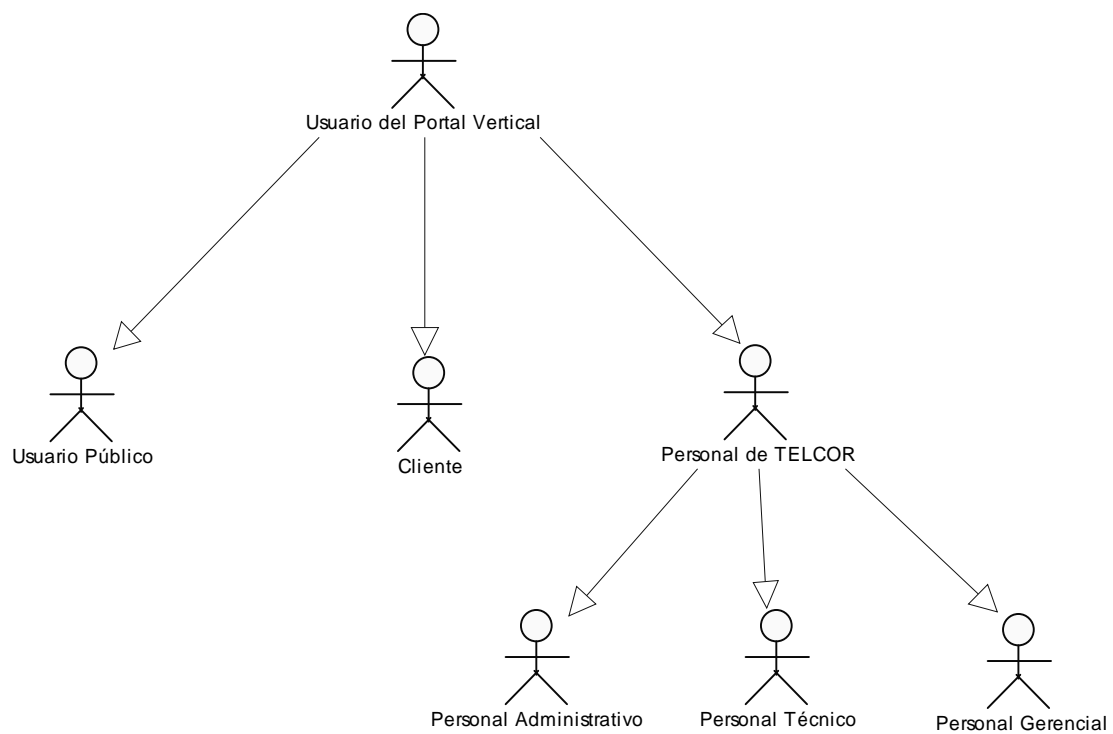 Usuario del Portal Vertical
Usuario Público
Cliente
Personal de TELCOR
Personal Administrativo
Personal Técnico
Personal Gerencial